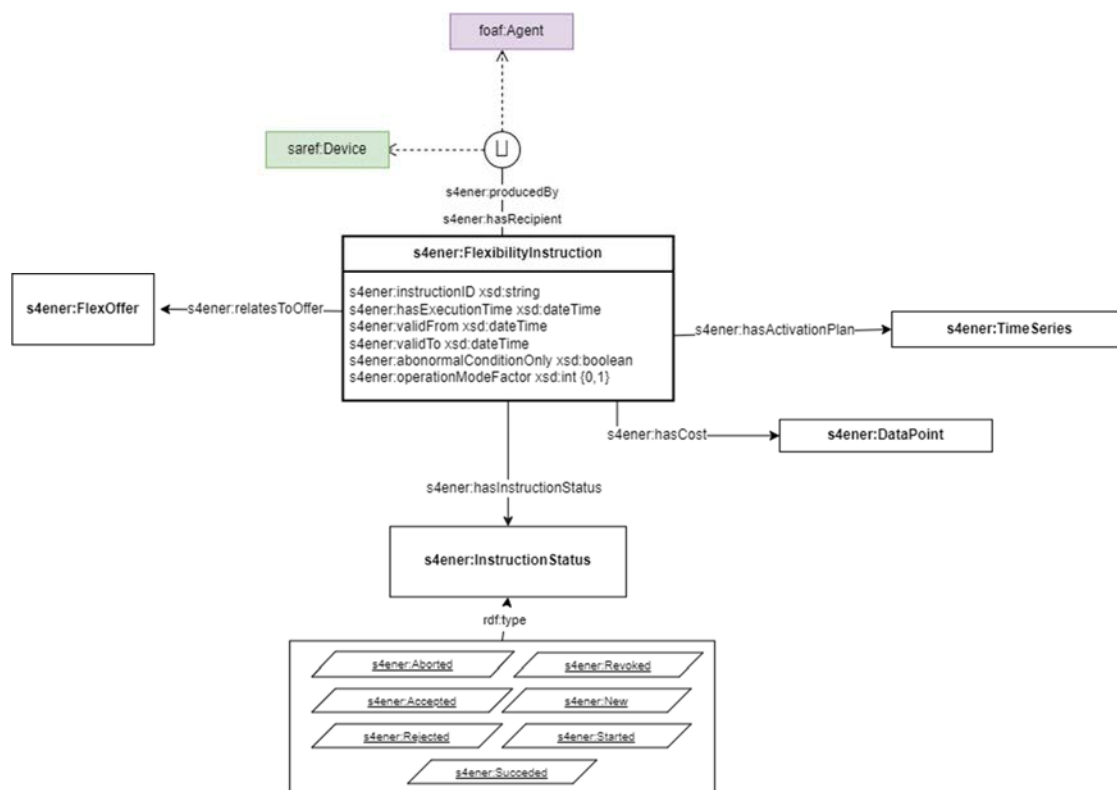 foaf:Agent
saref:Device
s4ener:producedBy
s4ener:hasRecipient
s4ener:FlexibilityInstruction
s4ener:instructionID xsd:string
s4ener:hasExecutionTime xsd:dateTime
s4ener:validFrom xsd:dateTime
s4ener:validTo xsd:dateTime
s4ener:abonormalConditionOnly xsd:boolean
s4ener:operationModeFactor xsd:int {0,1}
s4ener:FlexOffer
s4ener:relatesToOffer
s4ener:hasActivationPlan
s4ener:TimeSeries
s4ener:hasCost
s4ener:DataPoint
s4ener:hasInstructionStatus
s4ener:InstructionStatus
rdf:type
s4ener:Aborted
s4ener:Revoked
s4ener:Accepted
s4ener:New
s4ener:Rejected
s4ener:Started
s4ener:Succeded